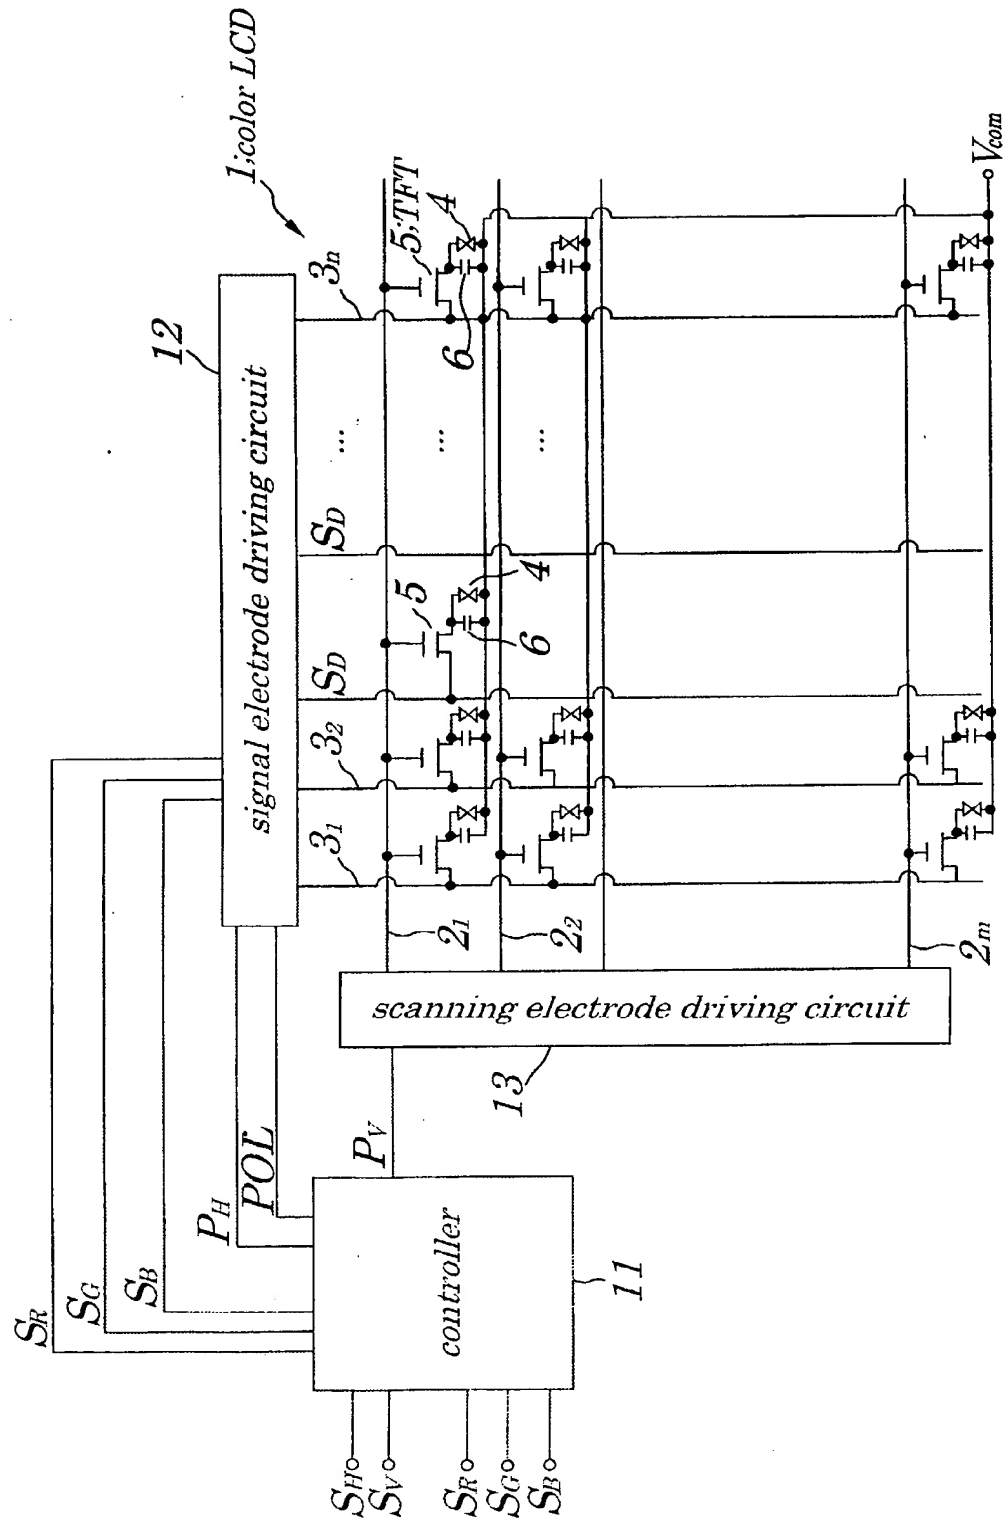 1;color LCD
12
signal electrode driving circuit
SR
SG
SB
PH
POL
31
32
SD
SD
...
3n
5;TFT
4
6
...
5
4
6
...
21
22
2m
Vcom
scanning electrode driving circuit
13
PV
controller
11
SH
SV
SR
SG
SB